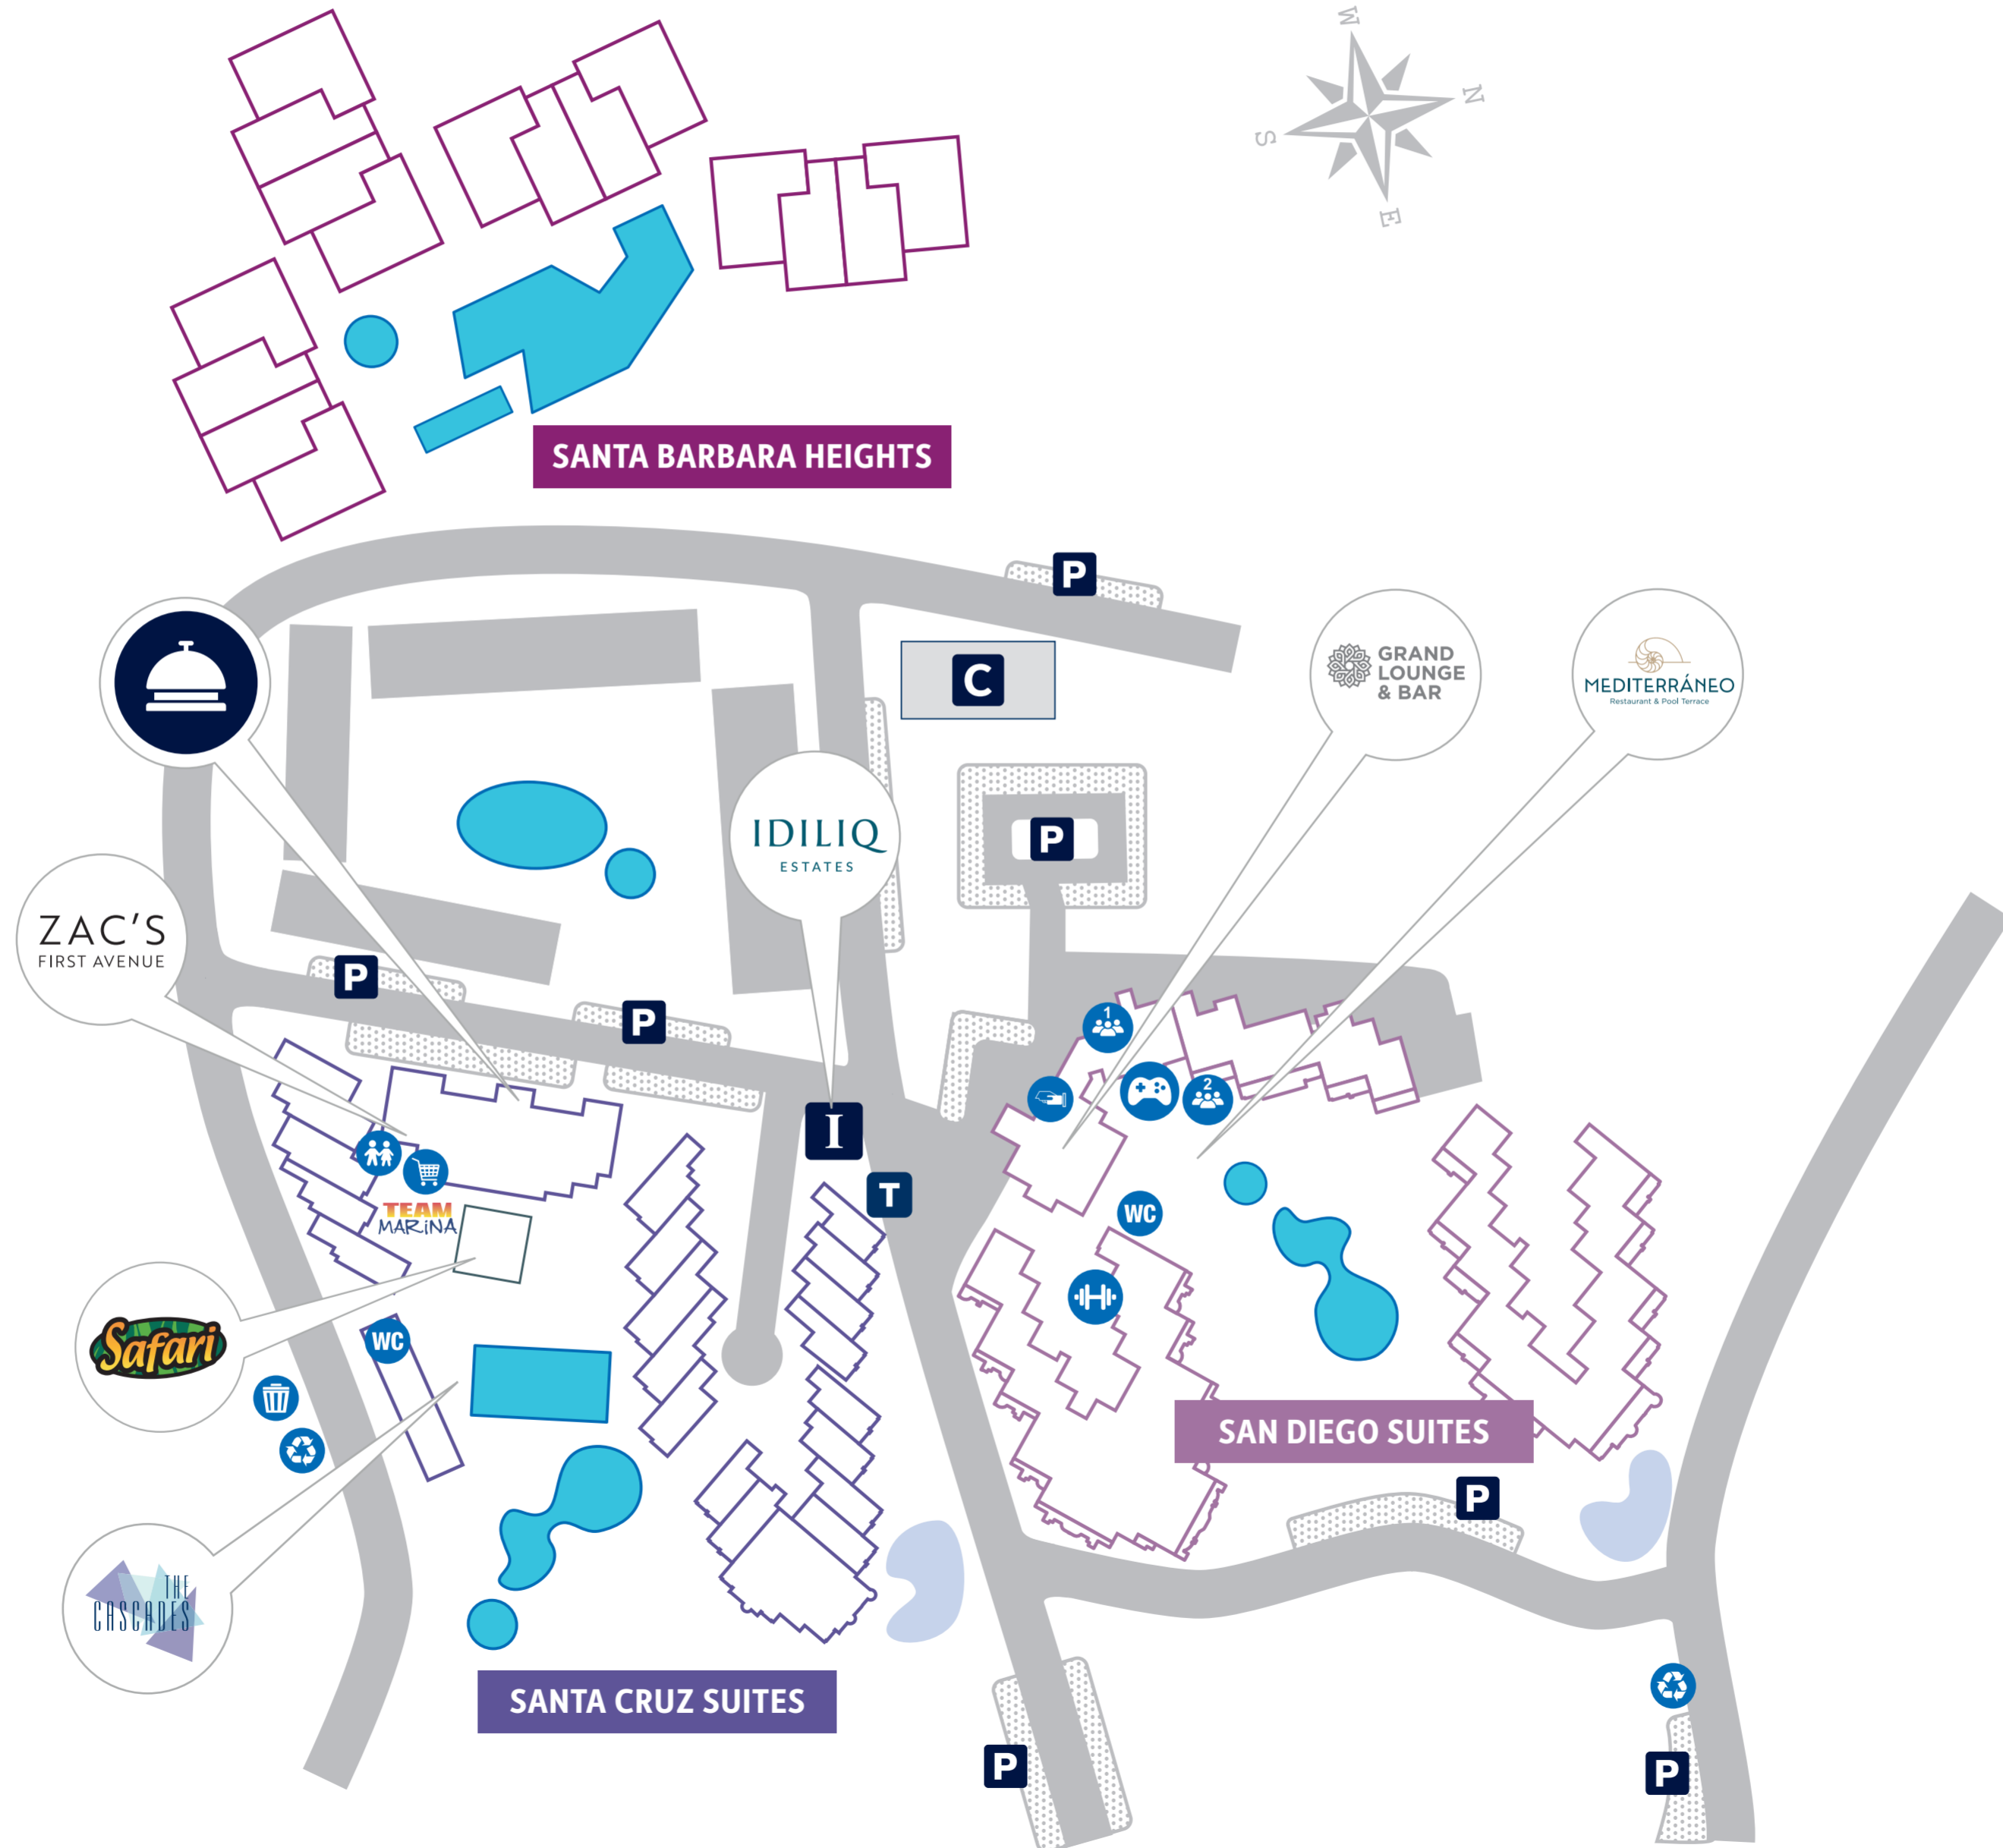 W
N
S
E
SANTA BARBARA HEIGHTS
P
C
GRAND
LOUNGE
& BAR
MEDITERRÁNEO
Restaurant & Pool Terrace
P
IDILIQ
ESTATES
ZAC'S
FIRST AVENUE
P
P
1
2
I
T
TEAM
MARiNA
WC
Safari
WC
SAN DIEGO SUITES
P
THE
CASCADES
SANTA CRUZ SUITES
P
P